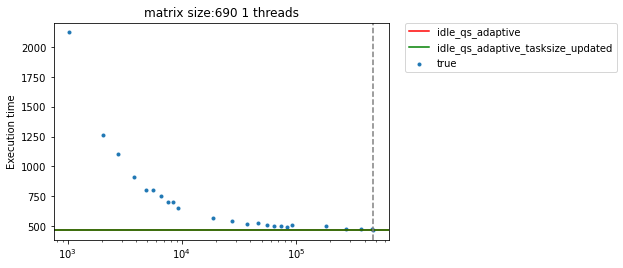 matrix size:690 1 threads
idle_qs_adaptive
idle_qs_adaptive_tasksize_updated
true
Execution time
2000
1750
1500
1250
1000
750
500
10³
10⁴
10⁵